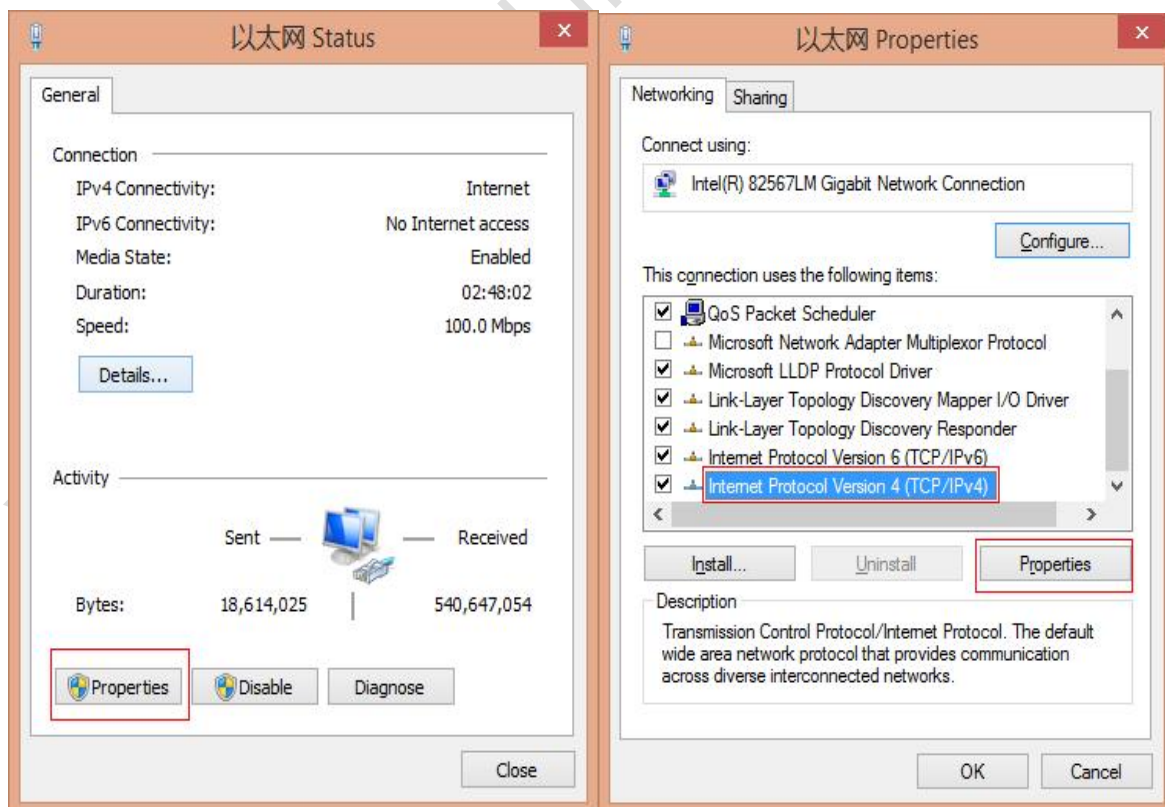 以太网 Status
General
Connection
IPv4 Connectivity: Internet
IPv6 Connectivity: No Internet access
Media State: Enabled
Duration: 02:48:02
Speed: 100.0 Mbps
Details...
Activity
Sent Received
Bytes: 18,614,025 540,647,054
Properties Disable Diagnose
Close
以太网 Properties
Networking Sharing
Connect using:
Intel(R) 82567LM Gigabit Network Connection
Configure...
This connection uses the following items:
QoS Packet Scheduler
Microsoft Network Adapter Multiplexor Protocol
Microsoft LLDP Protocol Driver
Link-Layer Topology Discovery Mapper I/O Driver
Link-Layer Topology Discovery Responder
Internet Protocol Version 6 (TCP/IPv6)
Internet Protocol Version 4 (TCP/IPv4)
Install... Uninstall Properties
Description
Transmission Control Protocol/Internet Protocol. The default
wide area network protocol that provides communication
across diverse interconnected networks.
OK Cancel